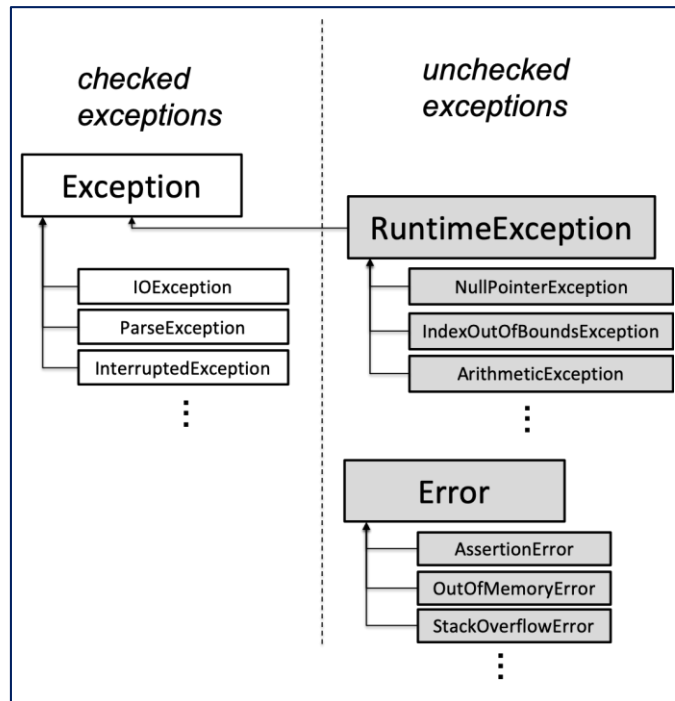 checked
exceptions
unchecked
exceptions
Exception
IOException
ParseException
InterruptedException
RuntimeException
NullPointerException
IndexOutOfBoundsException
ArithmeticException
Error
AssertionError
OutOfMemoryError
StackOverflowError